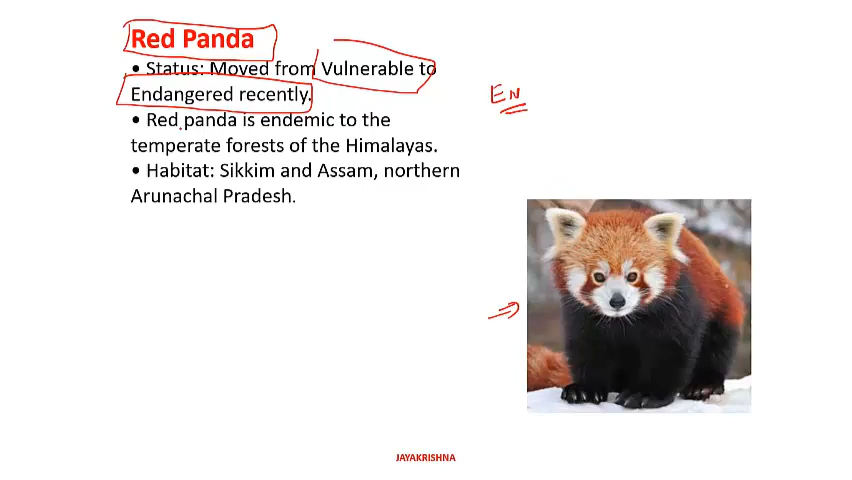 Red Panda
• Status: Moved from Vulnerable to
Endangered recently.
EN
• Red panda is endemic to the
temperate forests of the Himalayas.
• Habitat: Sikkim and Assam, northern
Arunachal Pradesh.
JAYAKRISHNA